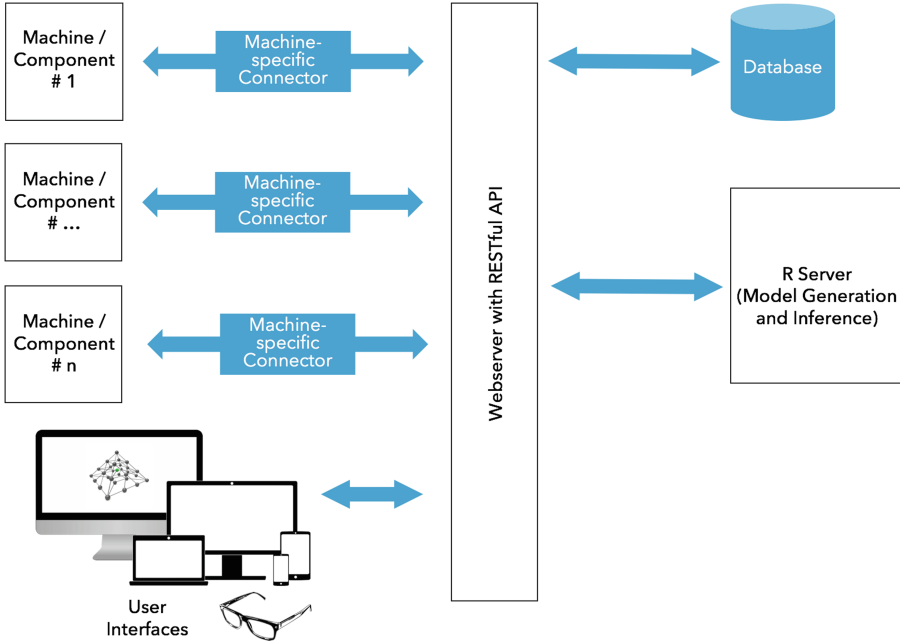 Machine /
Component
# 1
Machine-
specific
Connector
Machine /
Component
# ...
Machine-
specific
Connector
Machine /
Component
# n
Machine-
specific
Connector
User
Interfaces
Webserver with RESTful API
Database
R Server
(Model Generation
and Inference)